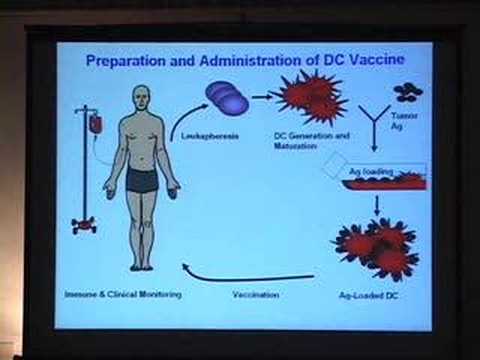 Preparation and Administration of DC Vaccine
Leukapheresis
DC Generation and
Maturation
Tumor
Ag
Ag loading
Immune & Clinical Monitoring
Vaccination
Ag-Loaded DC